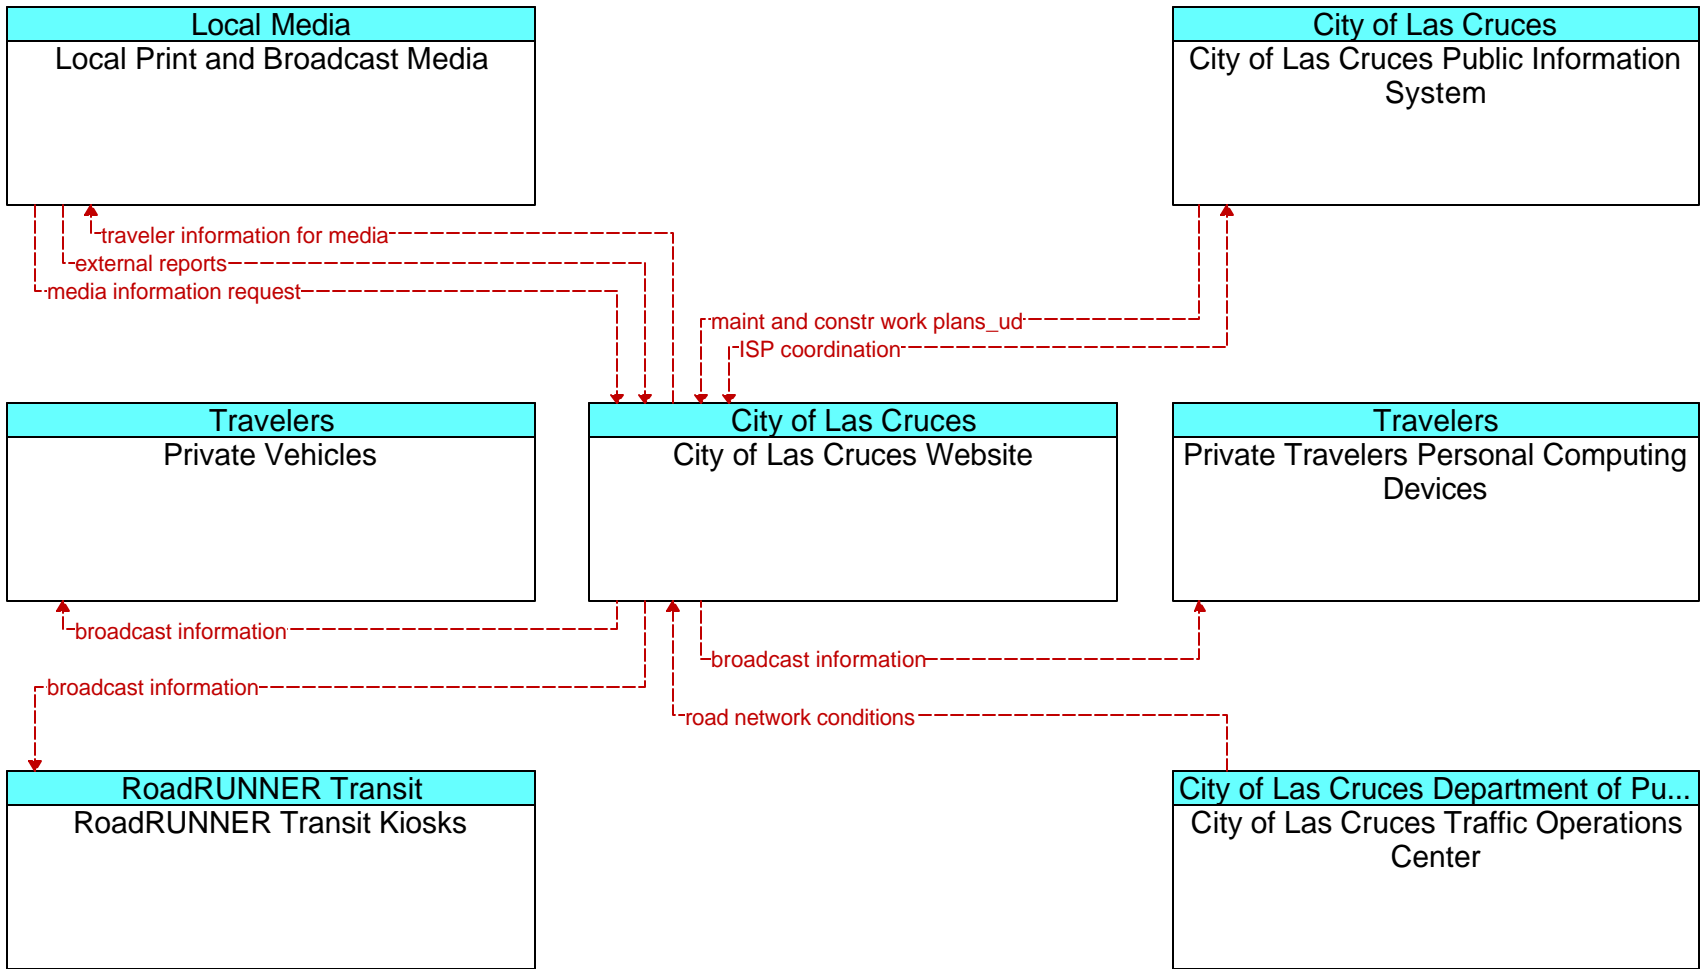 Local Media
Local Print and Broadcast Media
City of Las Cruces
City of Las Cruces Public Information
System
traveler information for media
external reports
media information request
maint and constr work plans_ud
ISP coordination
Travelers
Private Vehicles
City of Las Cruces
City of Las Cruces Website
Travelers
Private Travelers Personal Computing
Devices
broadcast information
broadcast information
broadcast information
road network conditions
RoadRUNNER Transit
RoadRUNNER Transit Kiosks
City of Las Cruces Department of Pu...
City of Las Cruces Traffic Operations
Center